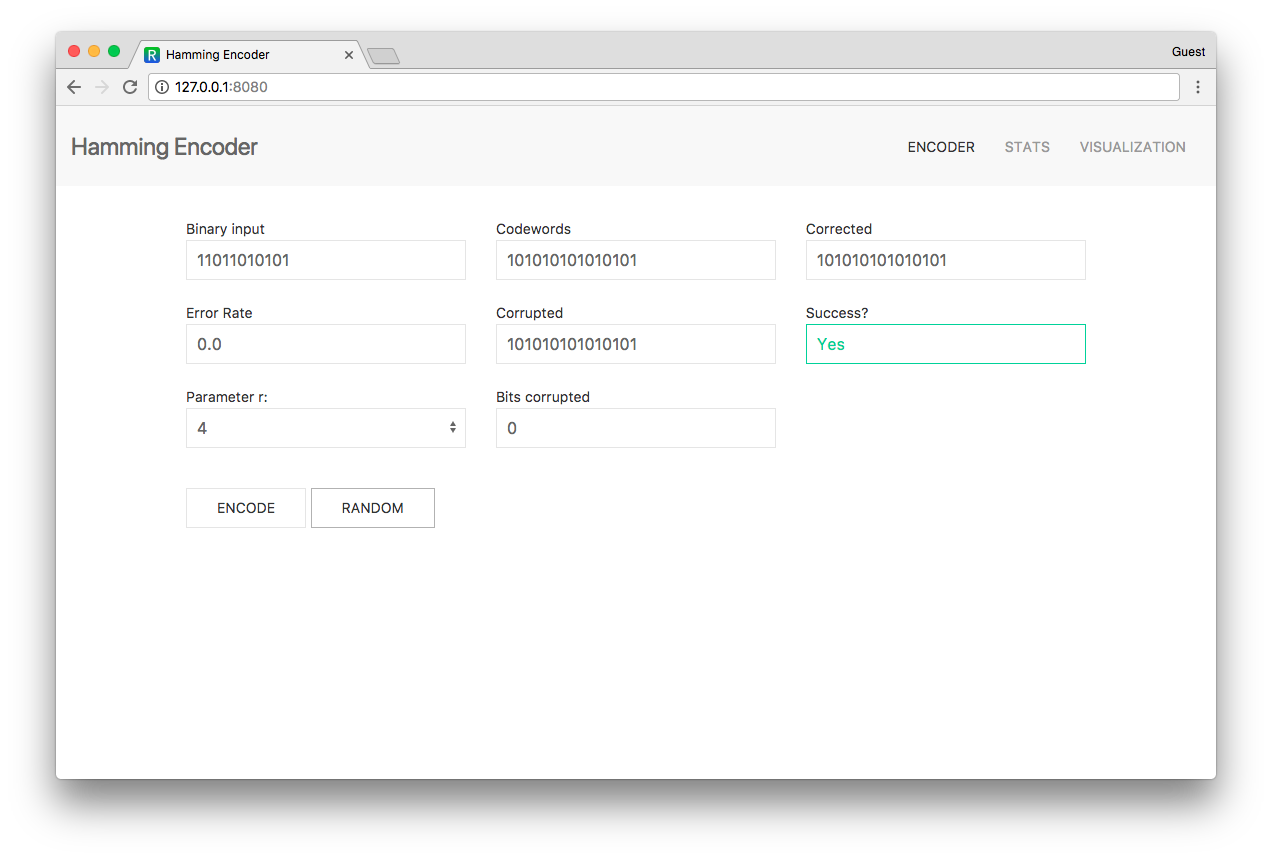 R Hamming Encoder
Guest
127.0.0.1:8080
Hamming Encoder
ENCODER STATS VISUALIZATION
Binary input Codewords Corrected
11011010101 101010101010101 101010101010101
Error Rate Corrupted Success?
0.0 101010101010101 Yes
Parameter r: Bits corrupted
4 0
ENCODE RANDOM